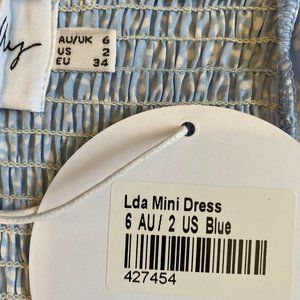 AU/UK 6
US 2
EU 34
Lda Mini Dress
6 AU / 2 US Blue
427454